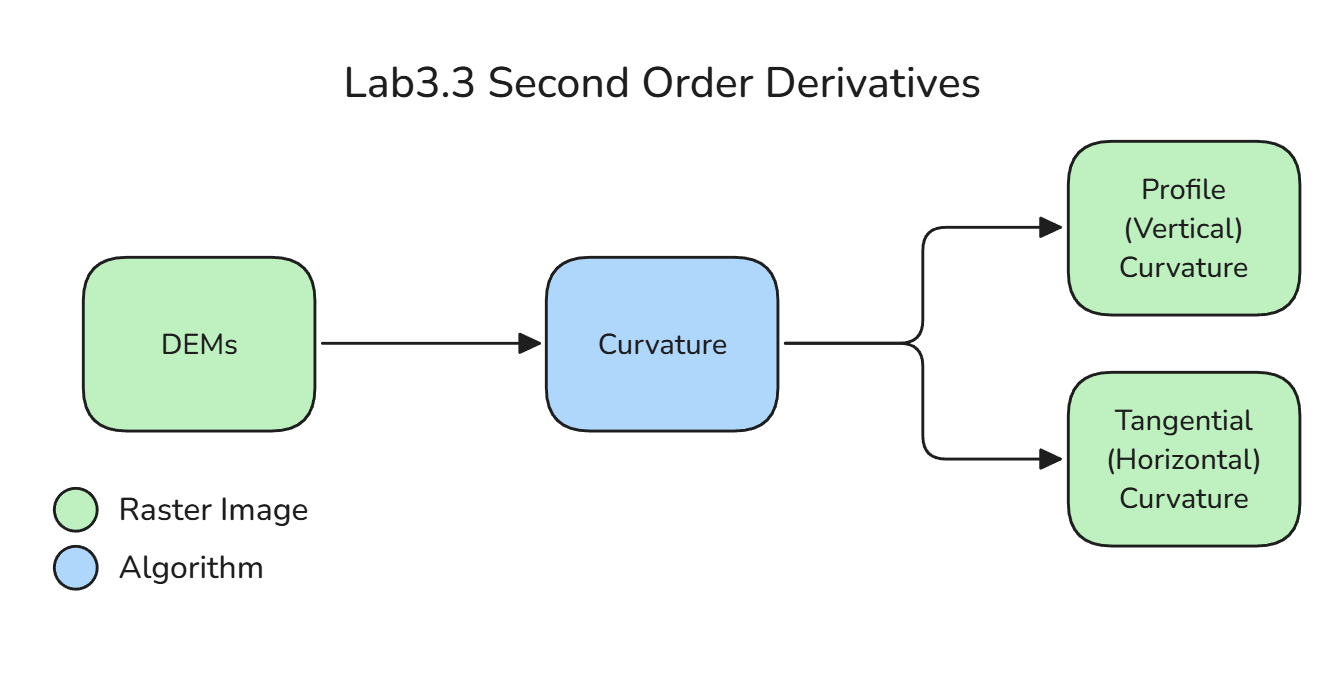 Lab3.3 Second Order Derivatives
DEMs
Curvature
Profile
(Vertical)
Curvature
Tangential
(Horizontal)
Curvature
Raster Image
Algorithm